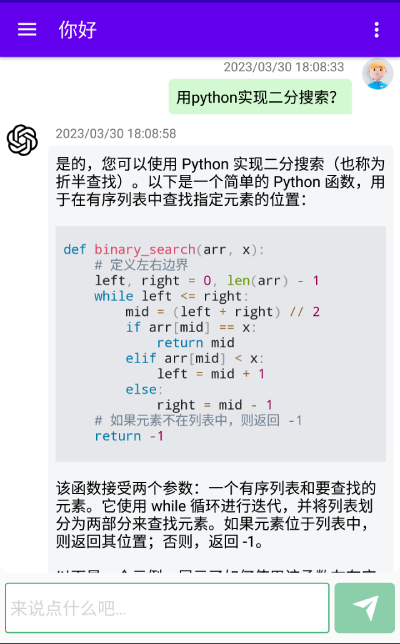 你好
2023/03/30 18:08:33
用python实现二分搜索？
2023/03/30 18:08:58
是的，您可以使用 Python 实现二分搜索（也称为
折半查找）。以下是一个简单的 Python 函数，用
于在有序列表中查找指定元素的位置：
def binary_search(arr, x):
    # 定义左右边界
    left, right = 0, len(arr) - 1
    while left <= right:
        mid = (left + right) // 2
        if arr[mid] == x:
            return mid
        elif arr[mid] < x:
            left = mid + 1
        else:
            right = mid - 1
    # 如果元素不在列表中，则返回 -1
    return -1
该函数接受两个参数：一个有序列表和要查找的
元素。它使用 while 循环进行迭代，并将列表划
分为两部分来查找元素。如果元素位于列表中，
则返回其位置；否则，返回 -1。
来说点什么吧...